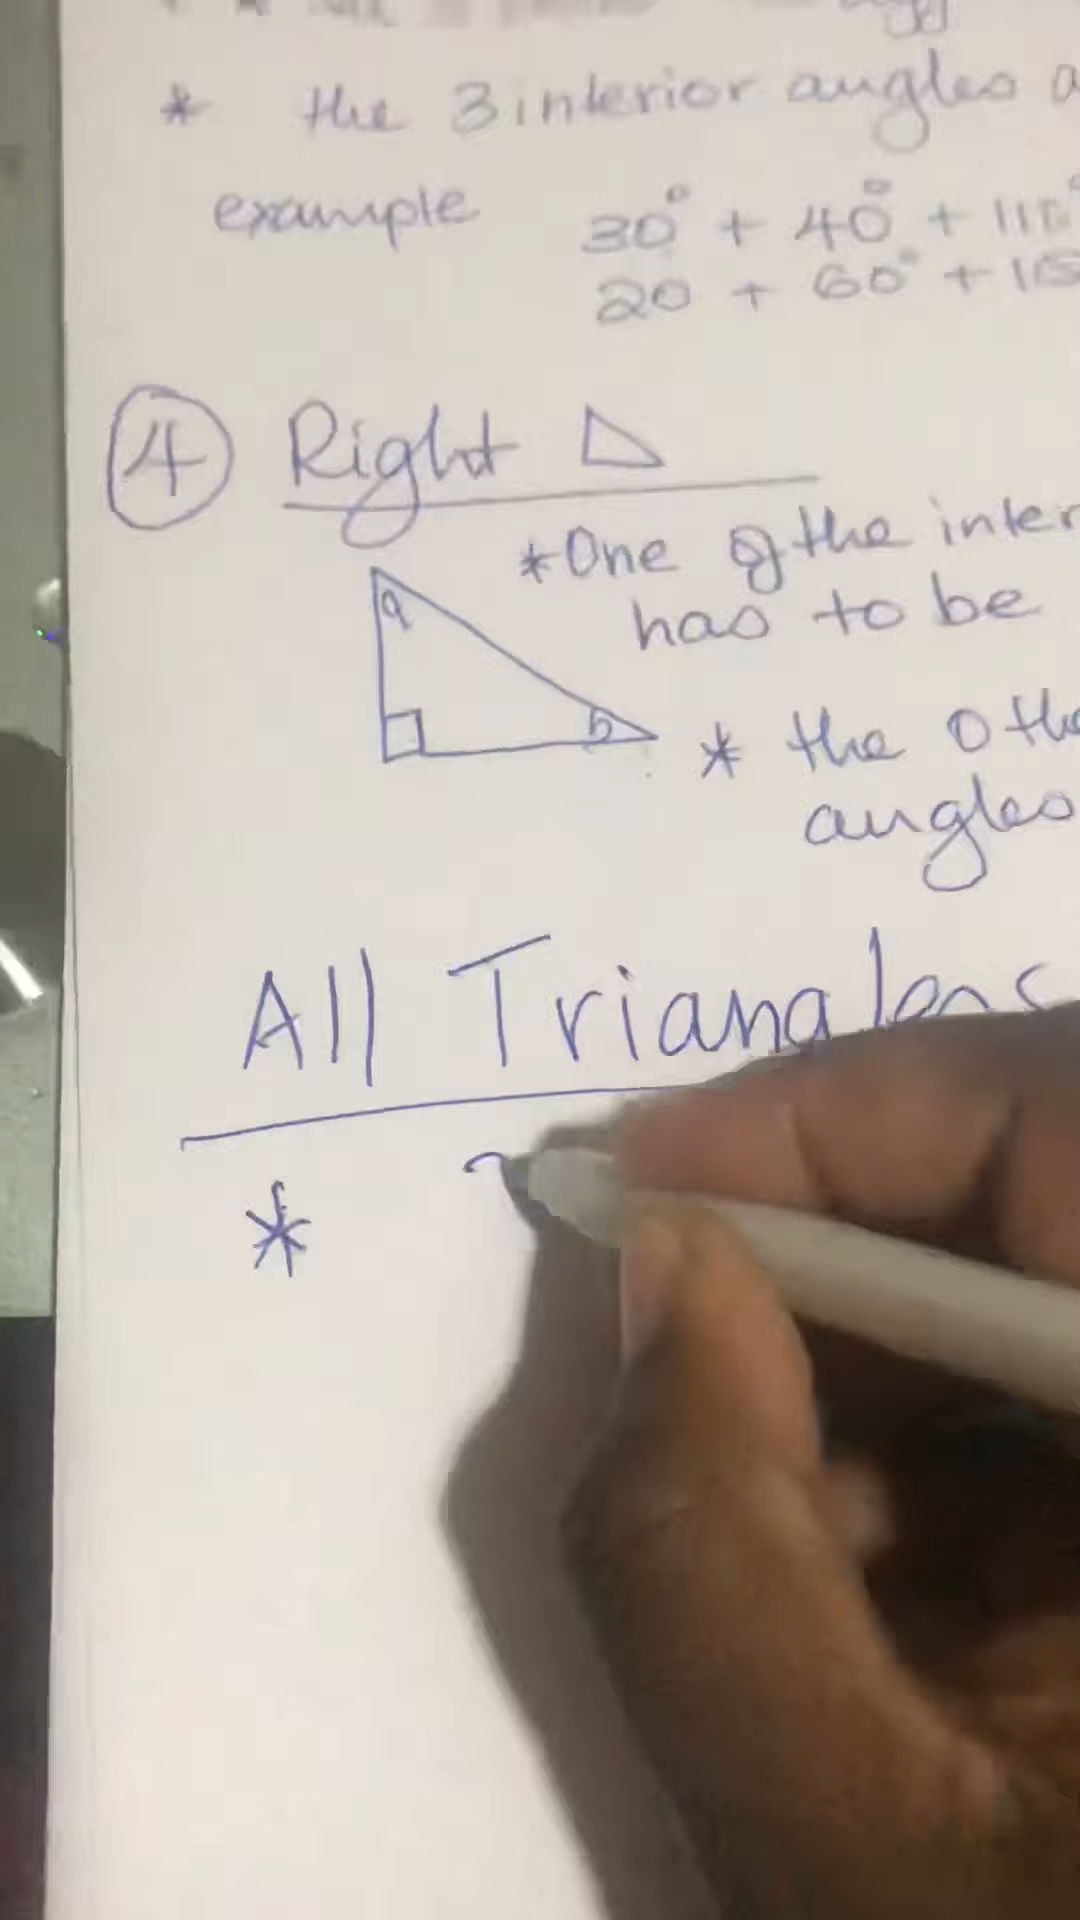 * the 3 interior angles a
example 30° + 40° + 110°
20 + 60° + 1
4 Right
* One of the inter
has to be
a
b
* the othe
angles
All Triangles
*